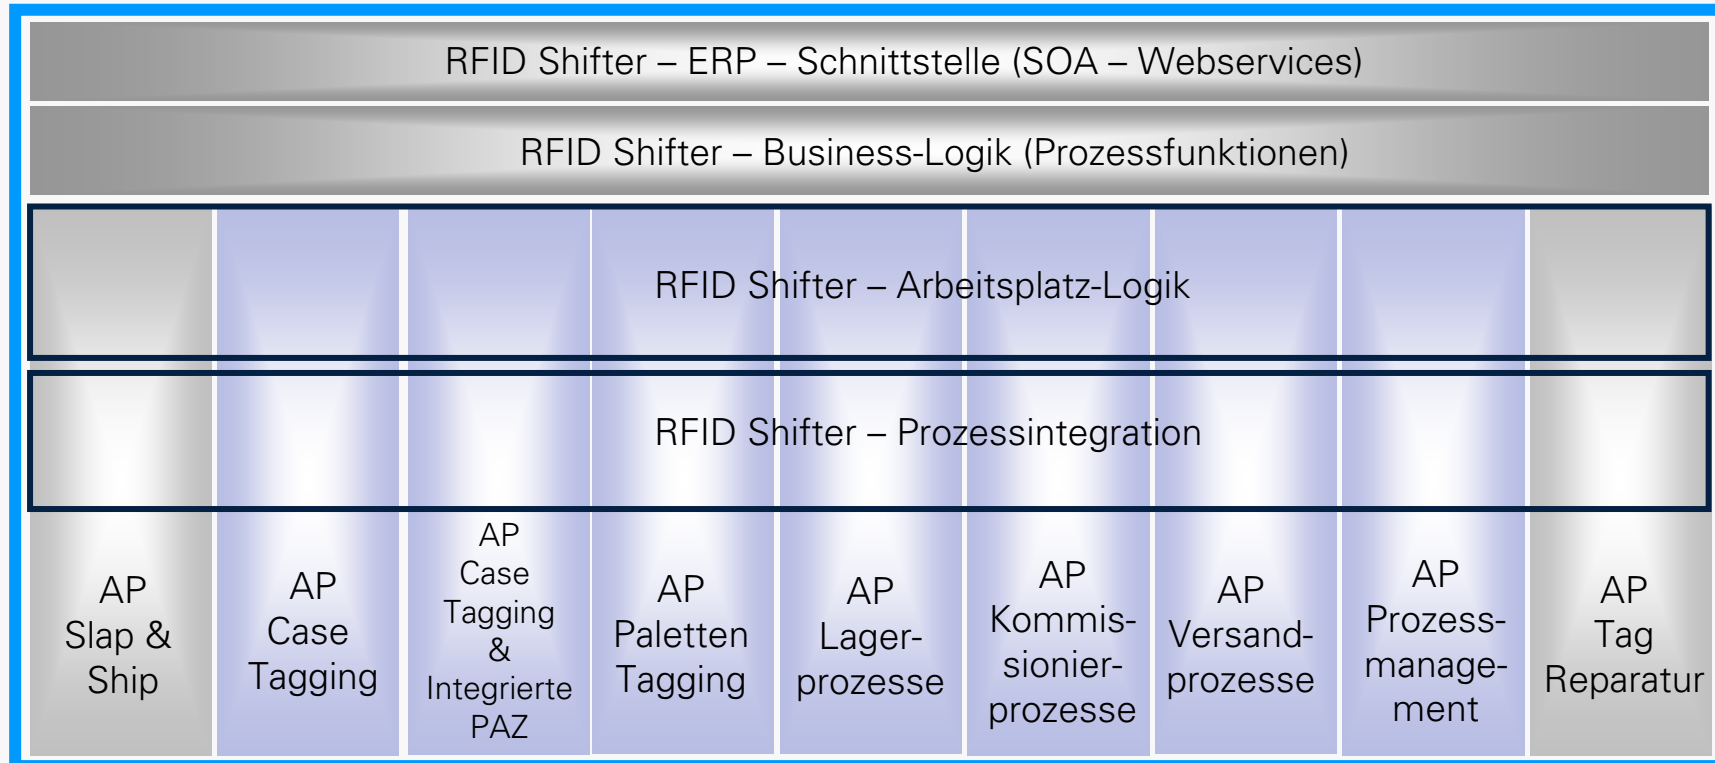 RFID Shifter – ERP – Schnittstelle (SOA – Webservices)
RFID Shifter – Business-Logik (Prozessfunktionen)
RFID Shifter – Arbeitsplatz-Logik
RFID Shifter – Prozessintegration
AP
Slap &
Ship
AP
Case
Tagging
AP
Case
Tagging
&
Integrierte
PAZ
AP
Paletten
Tagging
AP
Lager-
prozesse
AP
Kommis-
sionier-
prozesse
AP
Versand-
prozesse
AP
Prozess-
manage-
ment
AP
Tag
Reparatur